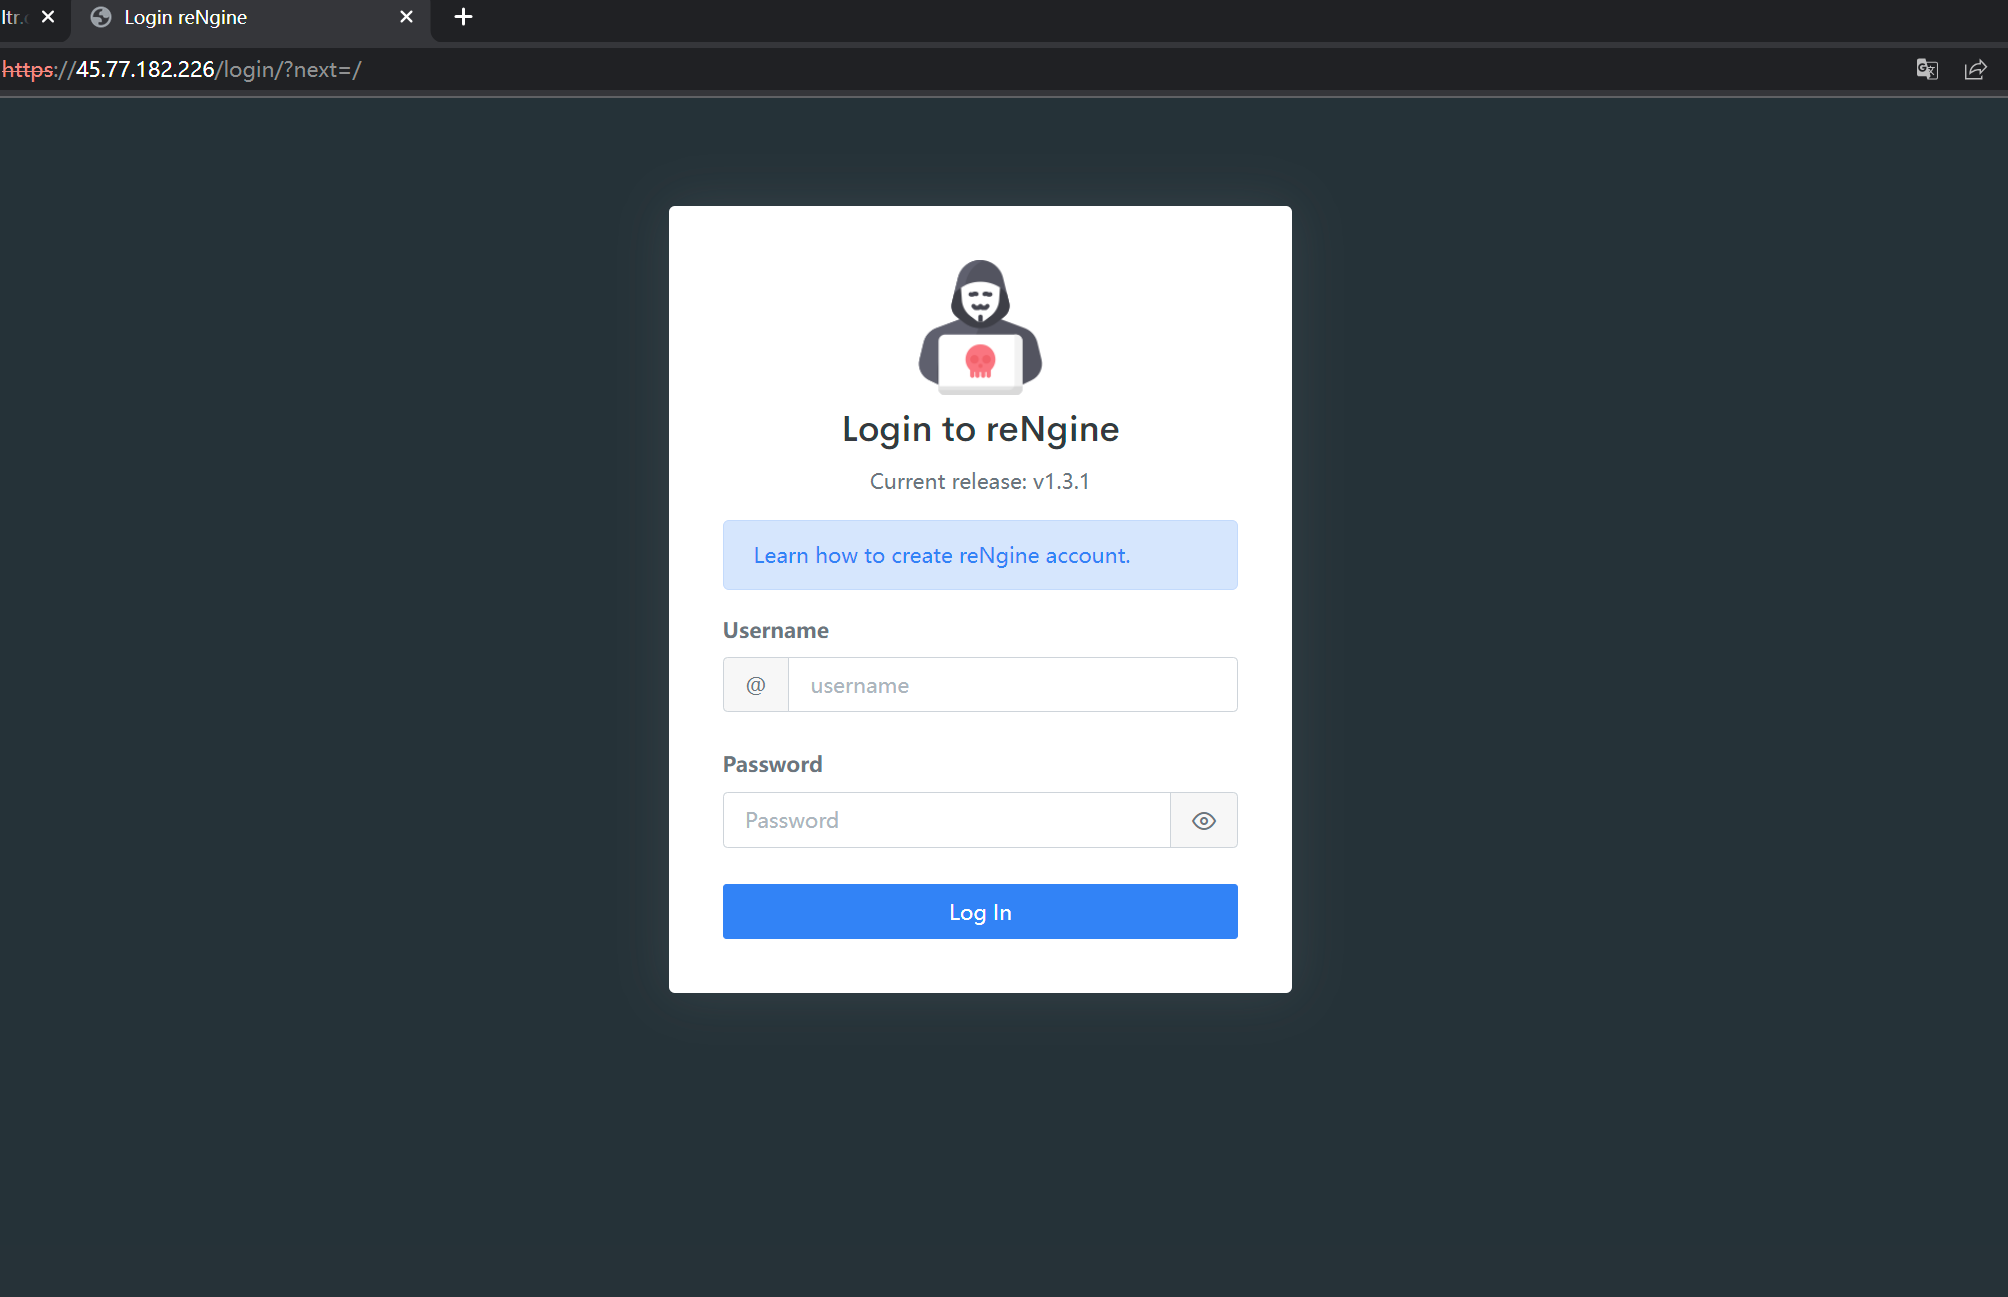 ltr.
Login reNgine
https://45.77.182.226/login/?next=/
Login to reNgine
Current release: v1.3.1
Learn how to create reNgine account.
Username
@ username
Password
Password
Log In